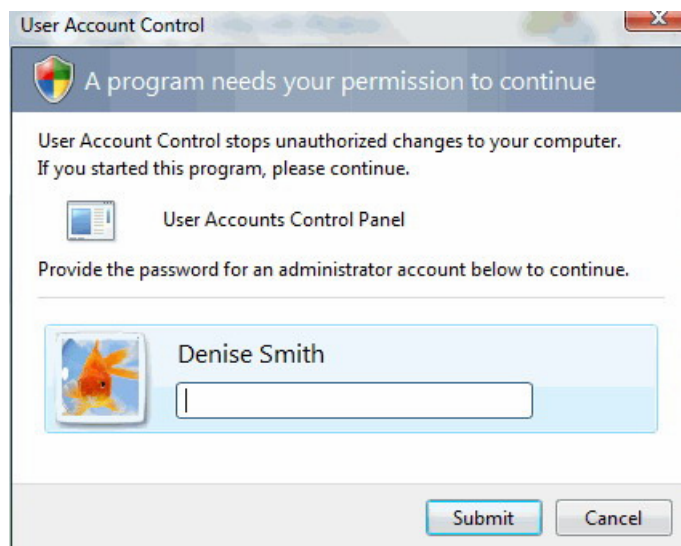 User Account Control
A program needs your permission to continue
User Account Control stops unauthorized changes to your computer.
If you started this program, please continue.
User Accounts Control Panel
Provide the password for an administrator account below to continue.
Denise Smith
Submit
Cancel